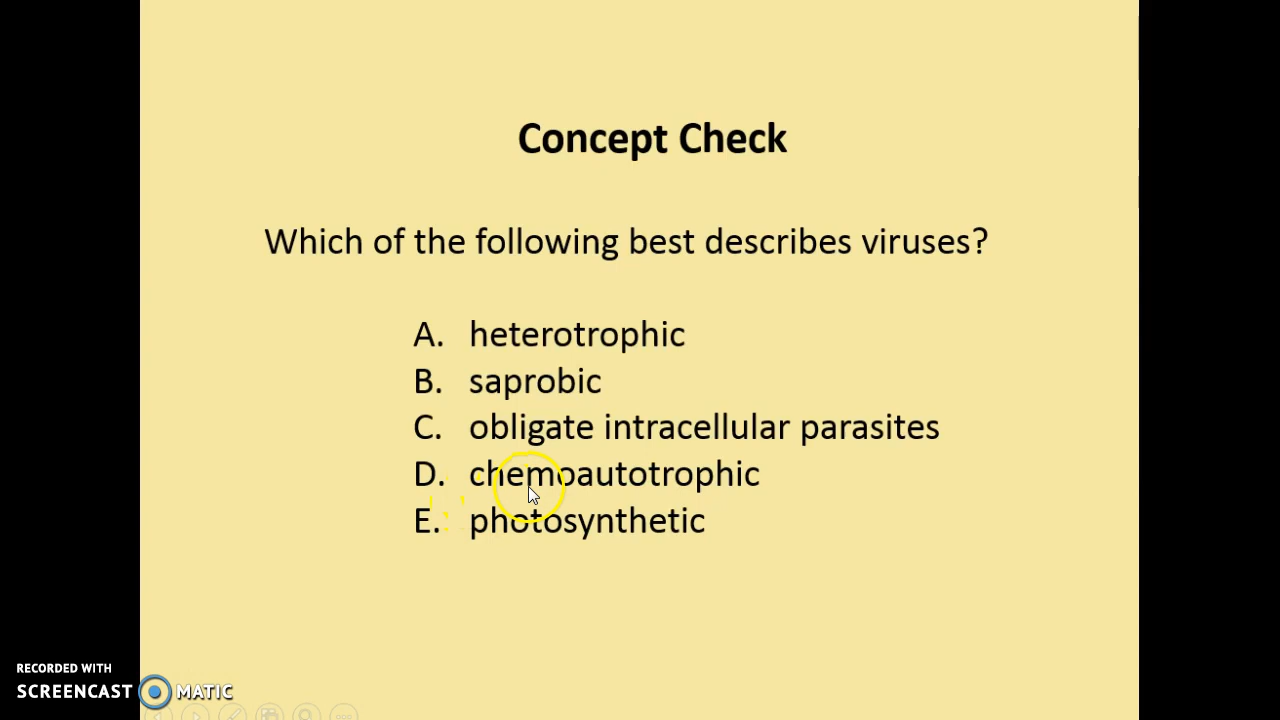 Concept Check
Which of the following best describes viruses?
A. heterotrophic
B. saprobic
C. obligate intracellular parasites
D. chemoautotrophic
E. photosynthetic
RECORDED WITH
SCREENCAST MATIC